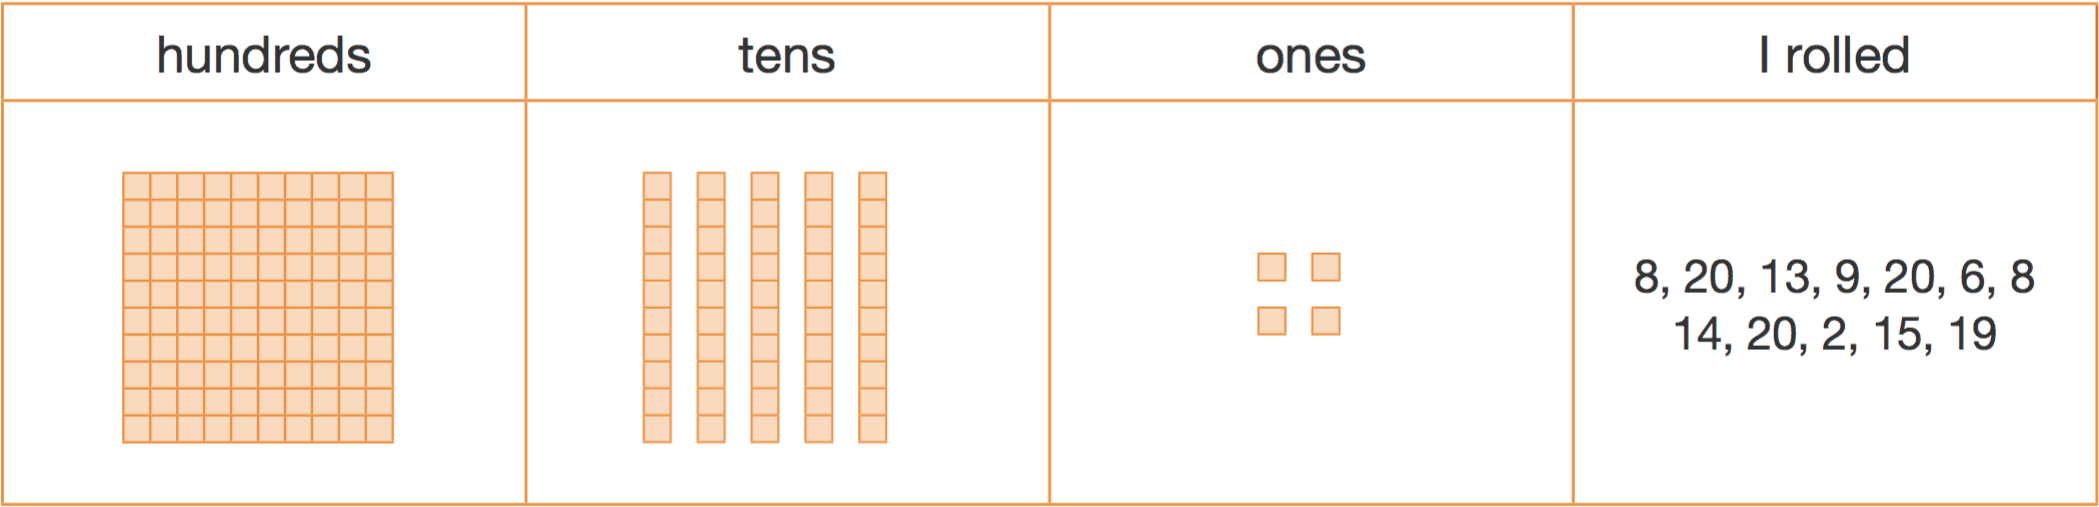 hundreds
tens
ones
I rolled
8, 20, 13, 9, 20, 6, 8
14, 20, 2, 15, 19